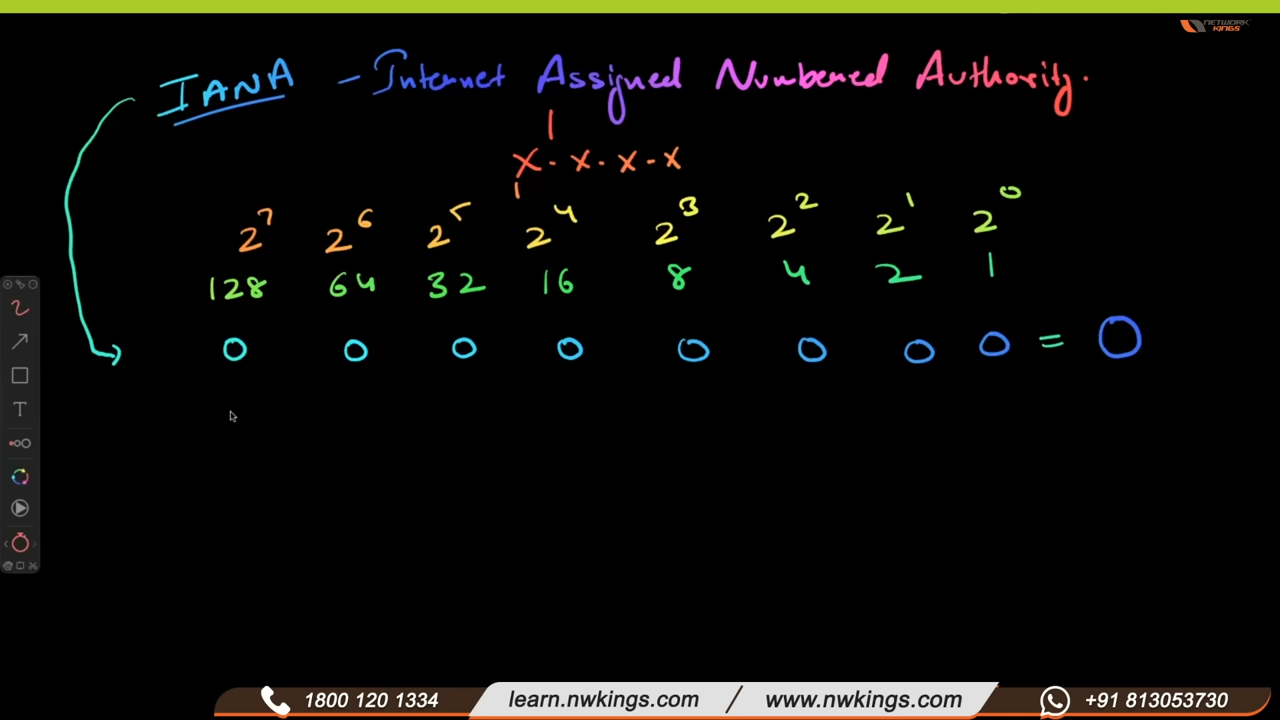 NETWORK
KINGS
IANA - Internet Assigned Numbered Authority.
x . x . x . x
2⁷ 2⁶ 2⁵ 2⁴ 2³ 2² 2¹ 2⁰
128 64 32 16 8 4 2 1
0 0 0 0 0 0 0 0 = 0
T
1800 120 1334 learn.nwkings.com / www.nwkings.com +91 813053730